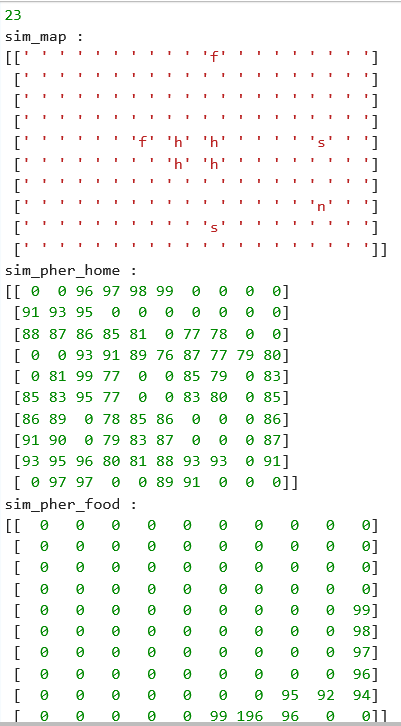 23
sim_map :
[[' ' ' ' ' ' ' ' ' ' 'f' ' ' ' ' ' ' ' ']
 [' ' ' ' ' ' ' ' ' ' ' ' ' ' ' ' ' ' ' ']
 [' ' ' ' ' ' ' ' ' ' ' ' ' ' ' ' ' ' ' ']
 [' ' ' ' ' ' ' ' ' ' ' ' ' ' ' ' ' ' ' ']
 [' ' ' ' ' ' 'f' 'h' 'h' ' ' ' ' 's' ' ']
 [' ' ' ' ' ' ' ' 'h' 'h' ' ' ' ' ' ' ' ']
 [' ' ' ' ' ' ' ' ' ' ' ' ' ' ' ' ' ' ' ']
 [' ' ' ' ' ' ' ' ' ' ' ' ' ' ' ' 'n' ' ']
 [' ' ' ' ' ' ' ' ' ' 's' ' ' ' ' ' ' ' ']
 [' ' ' ' ' ' ' ' ' ' ' ' ' ' ' ' ' ' ' ']]
sim_pher_home :
[[ 0  0 96 97 98 99  0  0  0  0]
 [91 93 95  0  0  0  0  0  0  0]
 [88 87 86 85 81  0 77 78  0  0]
 [ 0  0 93 91 89 76 87 77 79 80]
 [ 0 81 99 77  0  0 85 79  0 83]
 [85 83 95 77  0  0 83 80  0 85]
 [86 89  0 78 85 86  0  0  0 86]
 [91 90  0 79 83 87  0  0  0 87]
 [93 95 96 80 81 88 93 93  0 91]
 [ 0 97 97  0  0 89 91  0  0  0]]
sim_pher_food :
[[  0   0   0   0   0   0   0   0   0   0]
 [  0   0   0   0   0   0   0   0   0   0]
 [  0   0   0   0   0   0   0   0   0   0]
 [  0   0   0   0   0   0   0   0   0   0]
 [  0   0   0   0   0   0   0   0   0  99]
 [  0   0   0   0   0   0   0   0   0  98]
 [  0   0   0   0   0   0   0   0   0  97]
 [  0   0   0   0   0   0   0   0   0  96]
 [  0   0   0   0   0   0   0  95  92  94]
 [  0   0   0   0   0  99 196  96   0   0]]